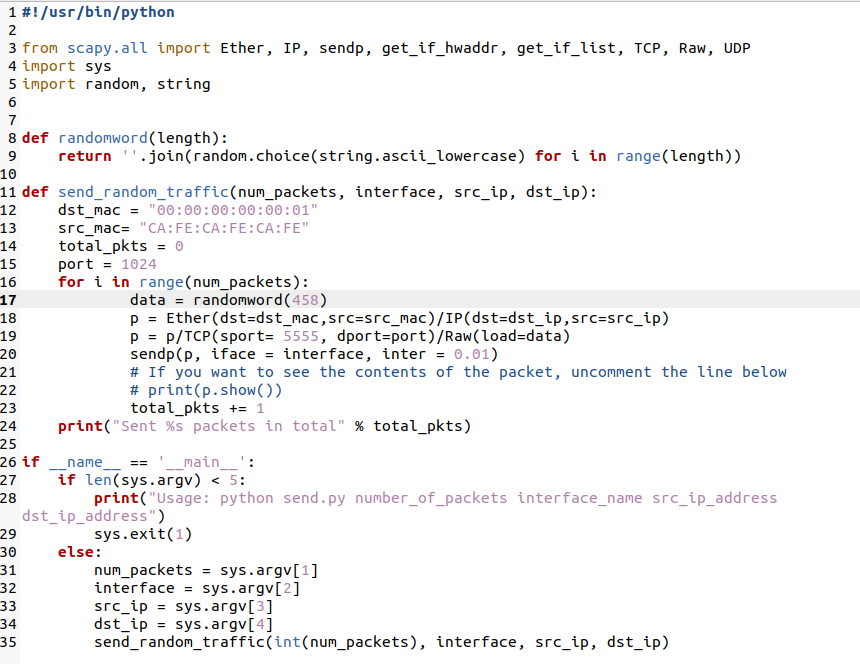 1 #!/usr/bin/python
2
3 from scapy.all import Ether, IP, sendp, get_if_hwaddr, get_if_list, TCP, Raw, UDP
4 import sys
5 import random, string
6
7
8 def randomword(length):
9     return ''.join(random.choice(string.ascii_lowercase) for i in range(length))
10
11 def send_random_traffic(num_packets, interface, src_ip, dst_ip):
12     dst_mac = "00:00:00:00:00:01"
13     src_mac= "CA:FE:CA:FE:CA:FE"
14     total_pkts = 0
15     port = 1024
16     for i in range(num_packets):
17             data = randomword(458)
18             p = Ether(dst=dst_mac,src=src_mac)/IP(dst=dst_ip,src=src_ip)
19             p = p/TCP(sport= 5555, dport=port)/Raw(load=data)
20             sendp(p, iface = interface, inter = 0.01)
21             # If you want to see the contents of the packet, uncomment the line below
22             # print(p.show())
23             total_pkts += 1
24     print("Sent %s packets in total" % total_pkts)
25
26 if __name__ == '__main__':
27     if len(sys.argv) < 5:
28         print("Usage: python send.py number_of_packets interface_name src_ip_address
dst_ip_address")
29         sys.exit(1)
30     else:
31         num_packets = sys.argv[1]
32         interface = sys.argv[2]
33         src_ip = sys.argv[3]
34         dst_ip = sys.argv[4]
35         send_random_traffic(int(num_packets), interface, src_ip, dst_ip)